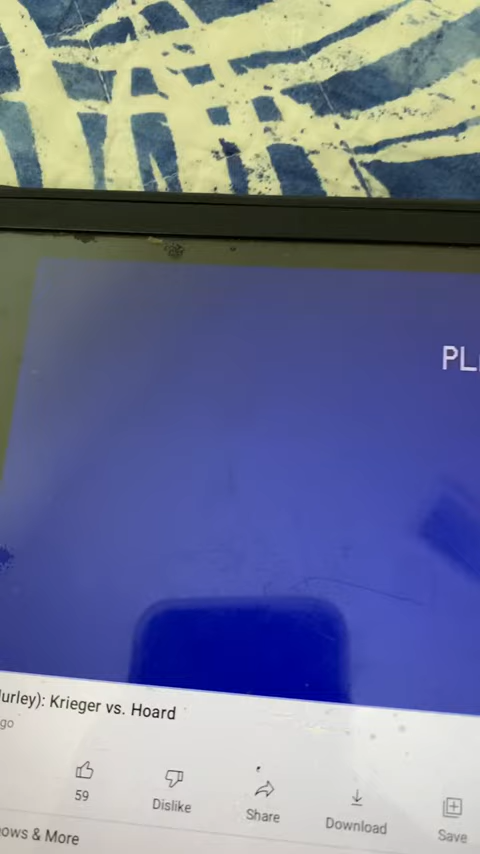 PL
urley): Krieger vs. Hoard
go
59
Dislike
Share
Download
Save
ows & More